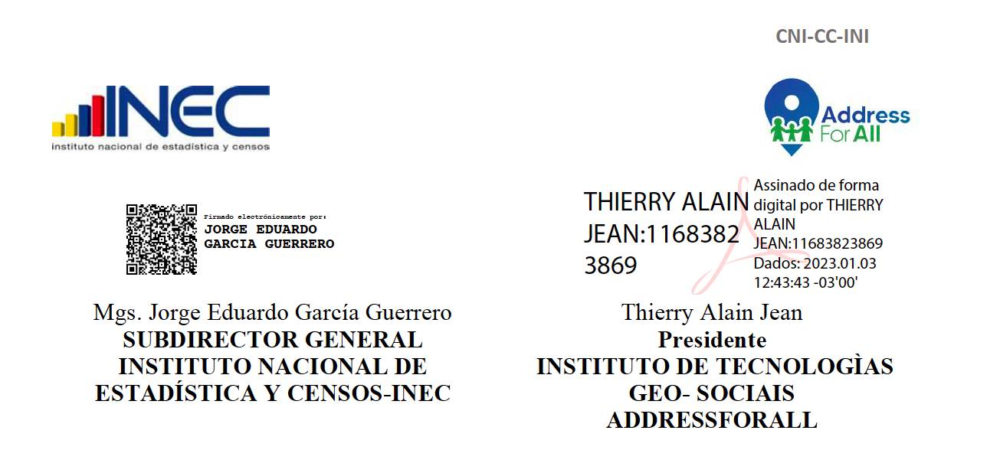 CNI-CC-INI
INEC
instituto nacional de estadística y censos
Address
For All
Firmado electrónicamente por:
JORGE EDUARDO
GARCIA GUERRERO
THIERRY ALAIN
JEAN:1168382
3869
Assinado de forma
digital por THIERRY
ALAIN
JEAN:11683823869
Dados: 2023.01.03
12:43:43 -03'00'
Mgs. Jorge Eduardo García Guerrero
SUBDIRECTOR GENERAL
INSTITUTO NACIONAL DE
ESTADÍSTICA Y CENSOS-INEC
Thierry Alain Jean
Presidente
INSTITUTO DE TECNOLOGÌAS
GEO- SOCIAIS
ADDRESSFORALL